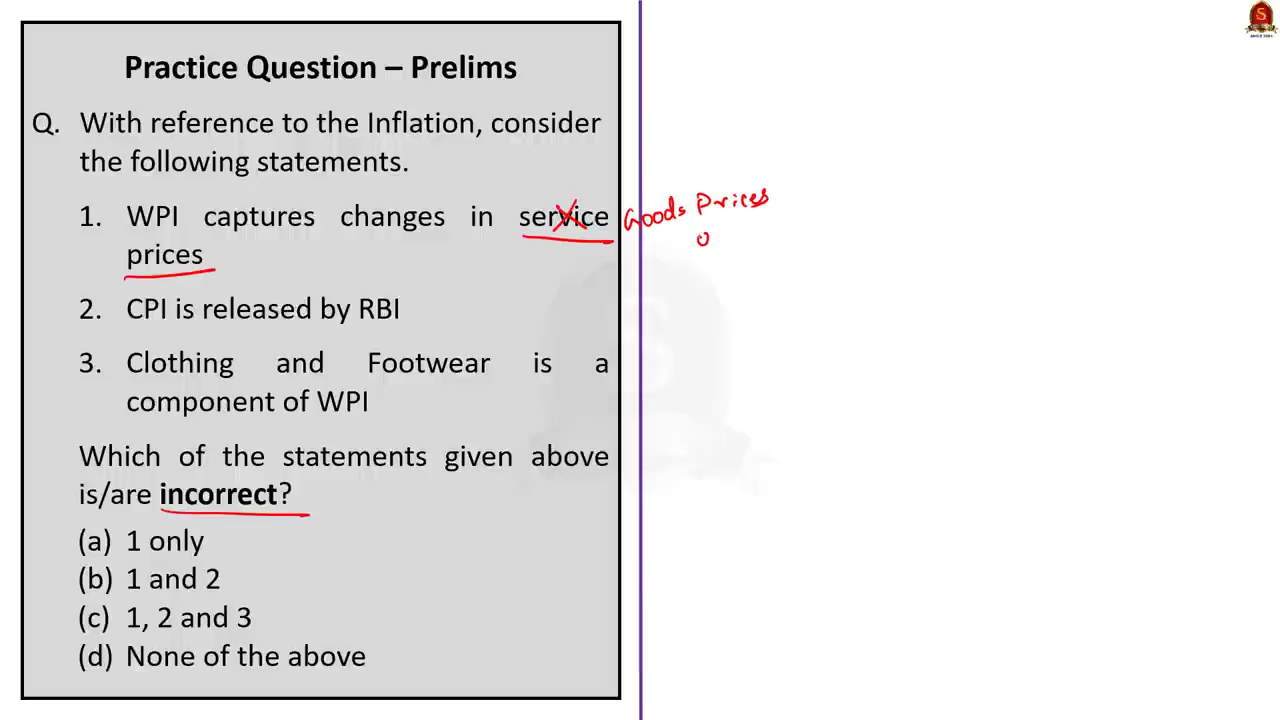 Practice Question – Prelims
Q. With reference to the Inflation, consider
the following statements.
1. WPI captures changes in service Goods Prices
prices
2. CPI is released by RBI
3. Clothing and Footwear is a
component of WPI
Which of the statements given above
is/are incorrect?
(a) 1 only
(b) 1 and 2
(c) 1, 2 and 3
(d) None of the above
S
S